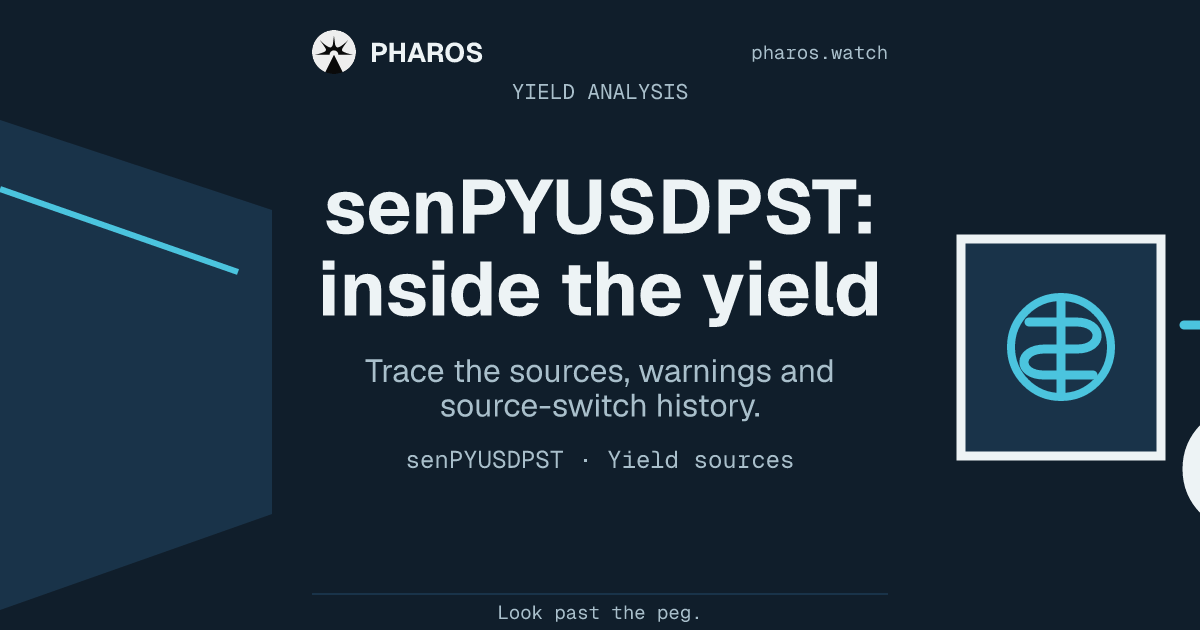 PHAROS
pharos.watch
YIELD ANALYSIS
senPYUSDPST:
inside the yield
Trace the sources, warnings and
source-switch history.
senPYUSDPST · Yield sources
Look past the peg.